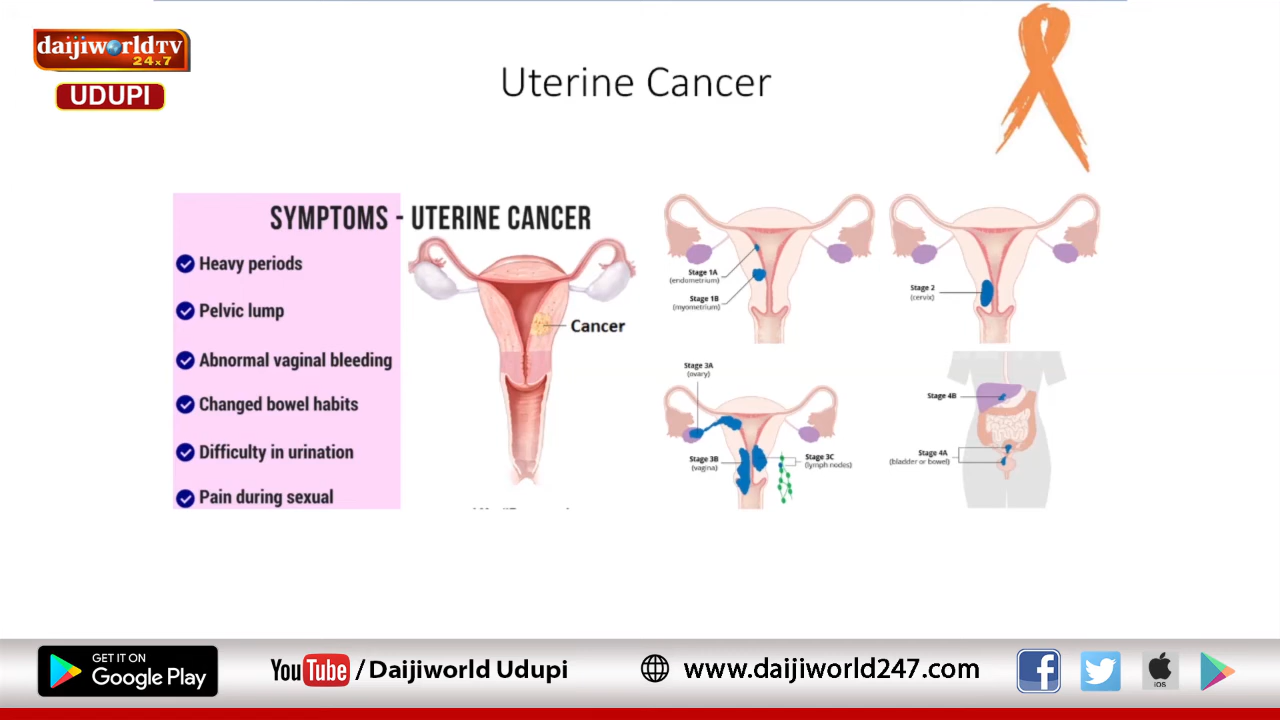 daijiworldTV
24x7
UDUPI
Uterine Cancer
SYMPTOMS - UTERINE CANCER
Heavy periods
Pelvic lump
Abnormal vaginal bleeding
Changed bowel habits
Difficulty in urination
Pain during sexual
Cancer
Stage 1A
(endometrium)
Stage 1B
(myometrium)
Stage 2
(cervix)
Stage 3A
(ovary)
Stage 3B
(vagina)
Stage 3C
(lymph nodes)
Stage 4B
Stage 4A
(bladder or bowel)
GET IT ON
Google Play
YouTube / Daijiworld Udupi
www.daijiworld247.com
f
iOS